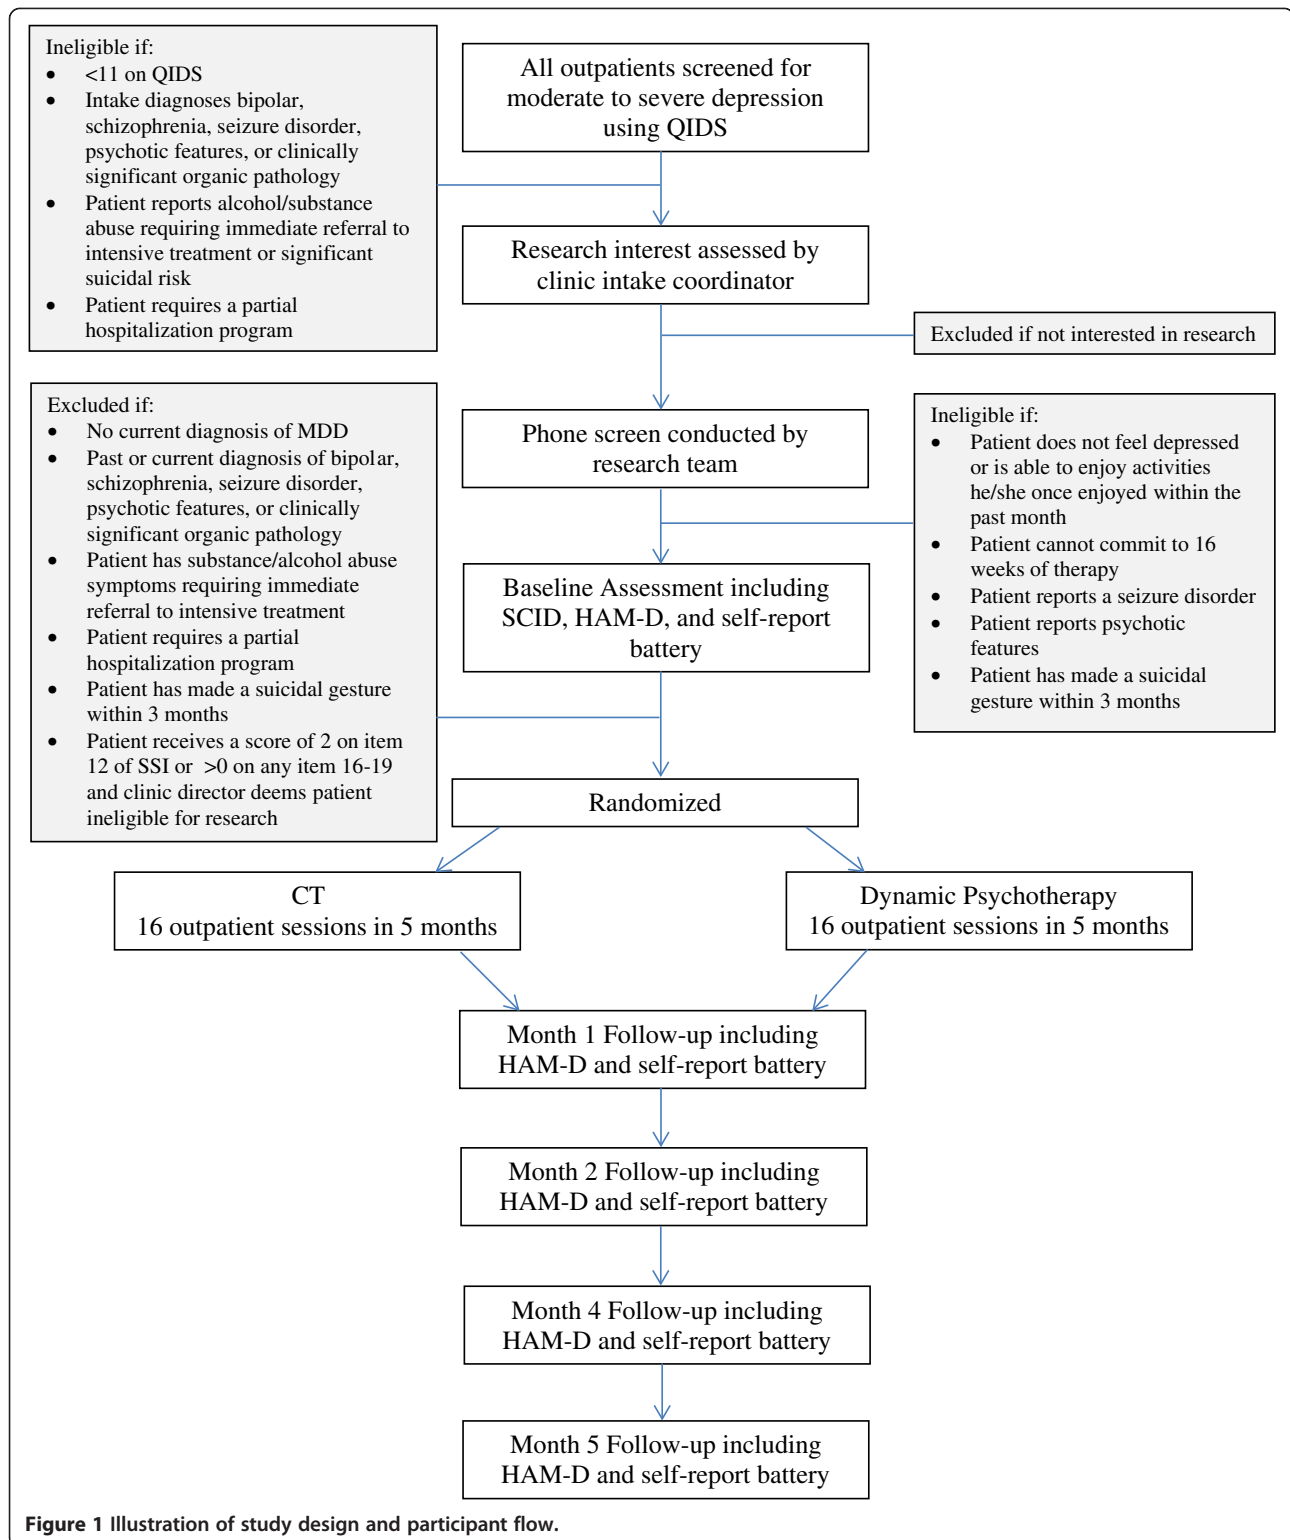 Ineligible if:
• <11 on QIDS
• Intake diagnoses bipolar,
schizophrenia, seizure disorder,
psychotic features, or clinically
significant organic pathology
• Patient reports alcohol/substance
abuse requiring immediate referral to
intensive treatment or significant
suicidal risk
• Patient requires a partial
hospitalization program
All outpatients screened for
moderate to severe depression
using QIDS
Research interest assessed by
clinic intake coordinator
Excluded if not interested in research
Excluded if:
• No current diagnosis of MDD
• Past or current diagnosis of bipolar,
schizophrenia, seizure disorder,
psychotic features, or clinically
significant organic pathology
• Patient has substance/alcohol abuse
symptoms requiring immediate
referral to intensive treatment
• Patient requires a partial
hospitalization program
• Patient has made a suicidal gesture
within 3 months
• Patient receives a score of 2 on item
12 of SSI or >0 on any item 16-19
and clinic director deems patient
ineligible for research
Phone screen conducted by
research team
Ineligible if:
• Patient does not feel depressed
or is able to enjoy activities
he/she once enjoyed within the
past month
• Patient cannot commit to 16
weeks of therapy
• Patient reports a seizure disorder
• Patient reports psychotic
features
• Patient has made a suicidal
gesture within 3 months
Baseline Assessment including
SCID, HAM-D, and self-report
battery
Randomized
CT
16 outpatient sessions in 5 months
Dynamic Psychotherapy
16 outpatient sessions in 5 months
Month 1 Follow-up including
HAM-D and self-report battery
Month 2 Follow-up including
HAM-D and self-report battery
Month 4 Follow-up including
HAM-D and self-report battery
Month 5 Follow-up including
HAM-D and self-report battery
Figure 1 Illustration of study design and participant flow.